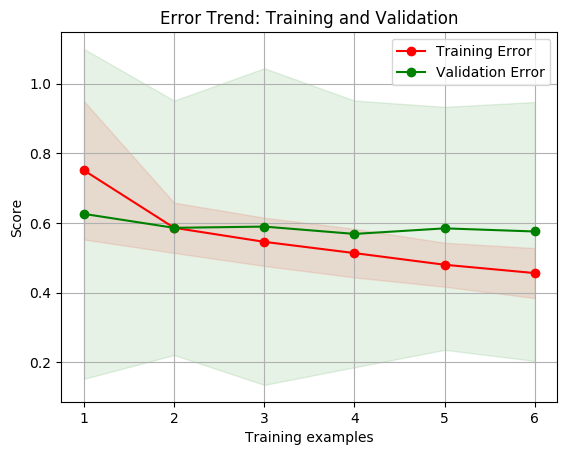 Error Trend: Training and Validation
Training Error
Validation Error
1.0
0.8
0.6
0.4
0.2
Score
1 2 3 4 5 6
Training examples